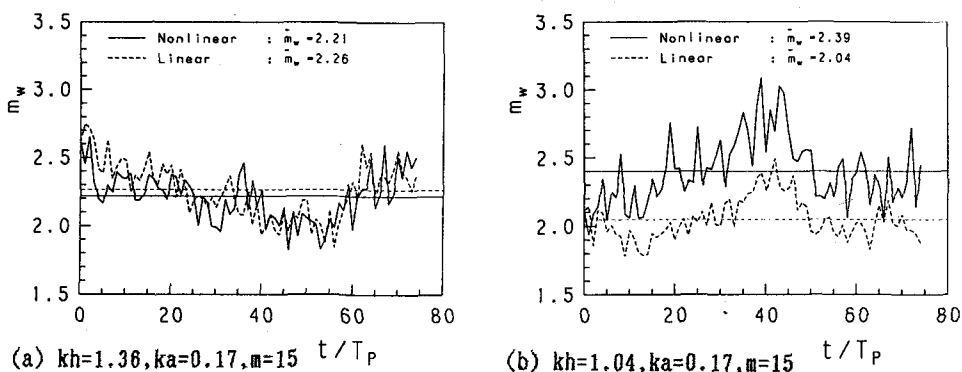 3.5
Nonlinear : m̄w=2.21
Linear : m̄w=2.26
3.0
mw
2.5
2.0
1.5
0 20 40 60 80
(a) kh=1.36,ka=0.17,m=15 t/TP
3.5
Nonlinear : m̄w=2.39
Linear : m̄w=2.04
3.0
mw
2.5
2.0
1.5
0 20 40 60 80
(b) kh=1.04,ka=0.17,m=15 t/TP